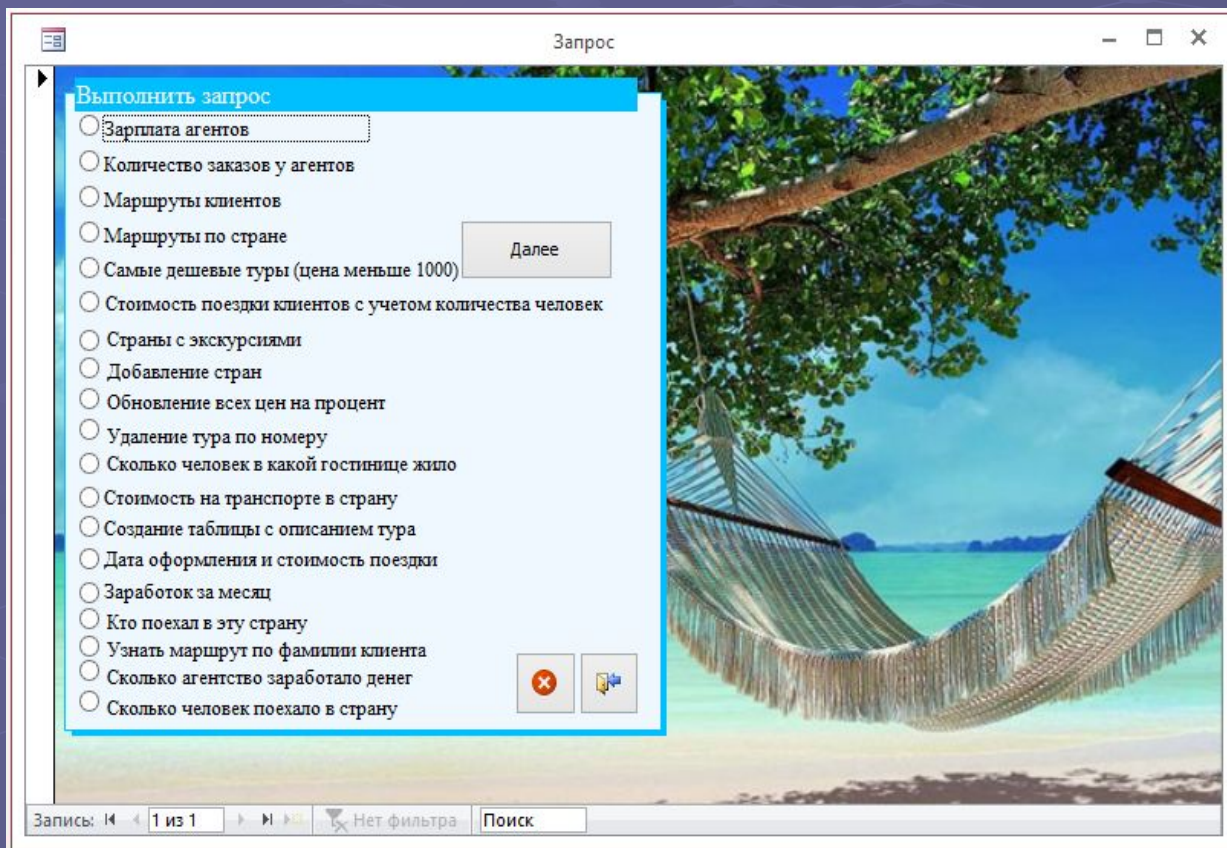 Запрос
Выполнить запрос
Зарплата агентов
Количество заказов у агентов
Маршруты клиентов
Маршруты по стране
Далее
Самые дешевые туры (цена меньше 1000)
Стоимость поездки клиентов с учетом количества человек
Страны с экскурсиями
Добавление стран
Обновление всех цен на процент
Удаление тура по номеру
Сколько человек в какой гостинице жило
Стоимость на транспорте в страну
Создание таблицы с описанием тура
Дата оформления и стоимость поездки
Заработок за месяц
Кто поехал в эту страну
Узнать маршрут по фамилии клиента
Сколько агентство заработало денег
Сколько человек поехало в страну
Запись: 1 из 1 Нет фильтра Поиск